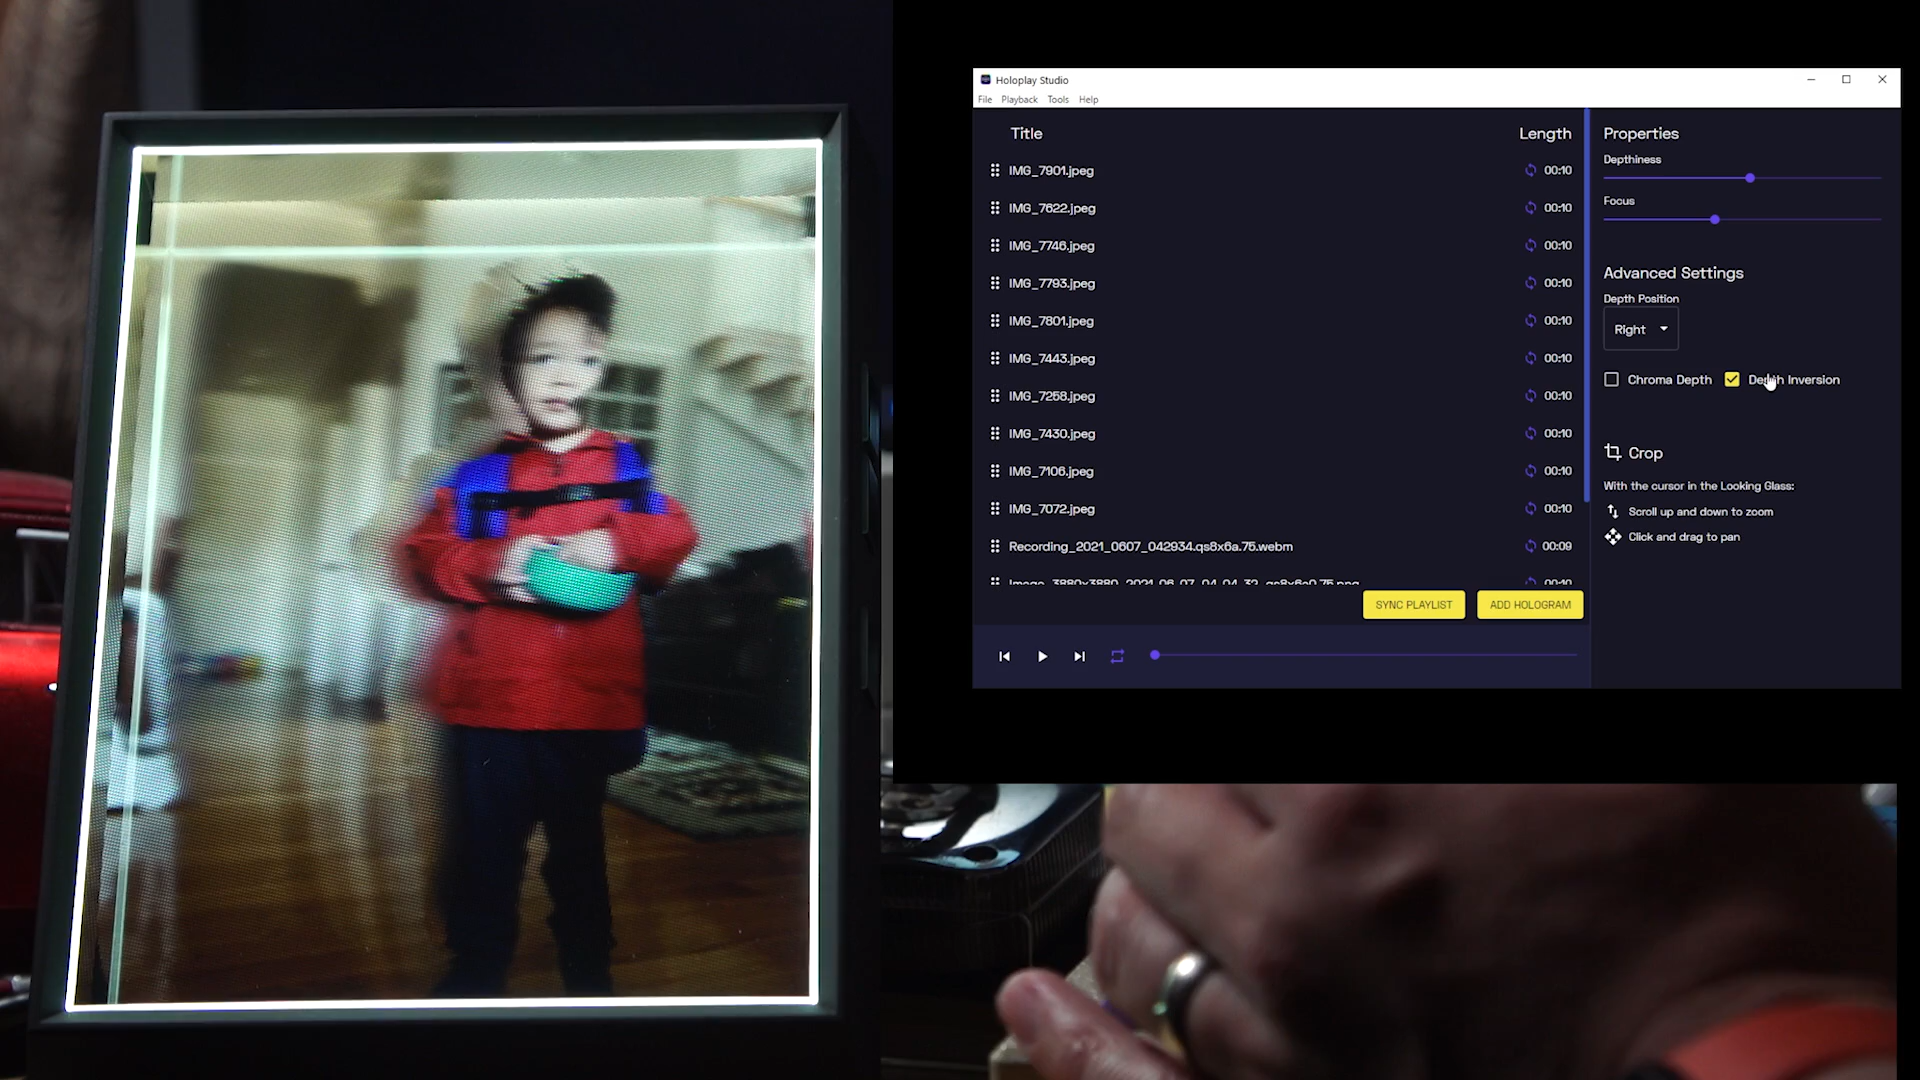 Holoplay Studio
File Playback Tools Help
Title Length
IMG_7901.jpeg 00:10
IMG_7622.jpeg 00:10
IMG_7746.jpeg 00:10
IMG_7793.jpeg 00:10
IMG_7801.jpeg 00:10
IMG_7443.jpeg 00:10
IMG_7258.jpeg 00:10
IMG_7430.jpeg 00:10
IMG_7106.jpeg 00:10
IMG_7072.jpeg 00:10
Recording_2021_0607_042934.qs8x6a.75.webm 00:09
SYNC PLAYLIST ADD HOLOGRAM
Properties
Depthiness
Focus
Advanced Settings
Depth Position
Right
Chroma Depth Depth Inversion
Crop
With the cursor in the Looking Glass:
Scroll up and down to zoom
Click and drag to pan